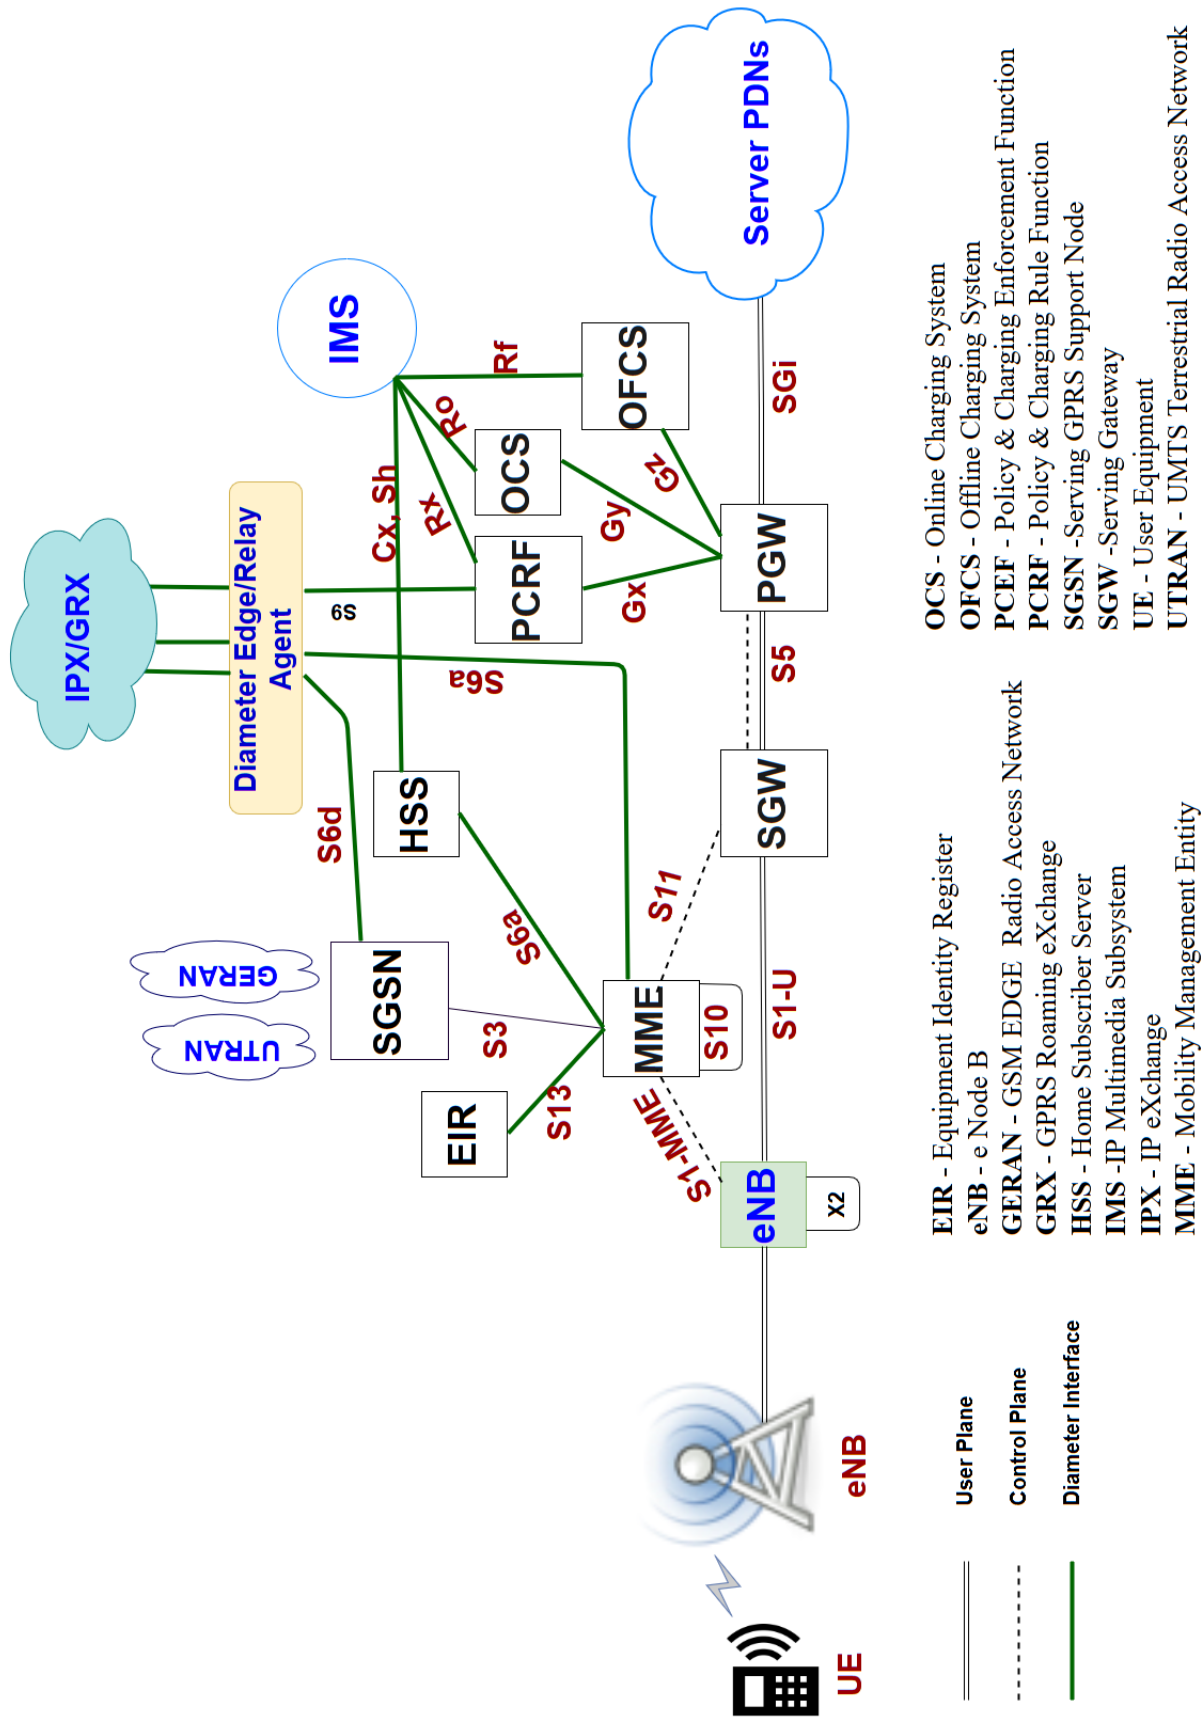 IPX/GRX
Diameter Edge/Relay
Agent
UTRAN
GERAN
S6d
S9
IMS
SGSN
HSS
Cx, Sh
Rx
Ro
Rf
EIR
S3
S6a
S6a
PCRF
OCS
OFCS
S13
Gx
Gy
Gz
S1-MME
MME
S11
S10
Server PDNs
eNB
S1-U
SGW
S5
PGW
SGi
X2
UE
eNB
User Plane
Control Plane
Diameter Interface
EIR - Equipment Identity Register
eNB - e Node B
GERAN - GSM EDGE Radio Access Network
GRX - GPRS Roaming eXchange
HSS - Home Subscriber Server
IMS -IP Multimedia Subsystem
IPX - IP eXchange
MME - Mobility Management Entity
OCS - Online Charging System
OFCS - Offline Charging System
PCEF - Policy & Charging Enforcement Function
PCRF - Policy & Charging Rule Function
SGSN -Serving GPRS Support Node
SGW -Serving Gateway
UE - User Equipment
UTRAN - UMTS Terrestrial Radio Access Network